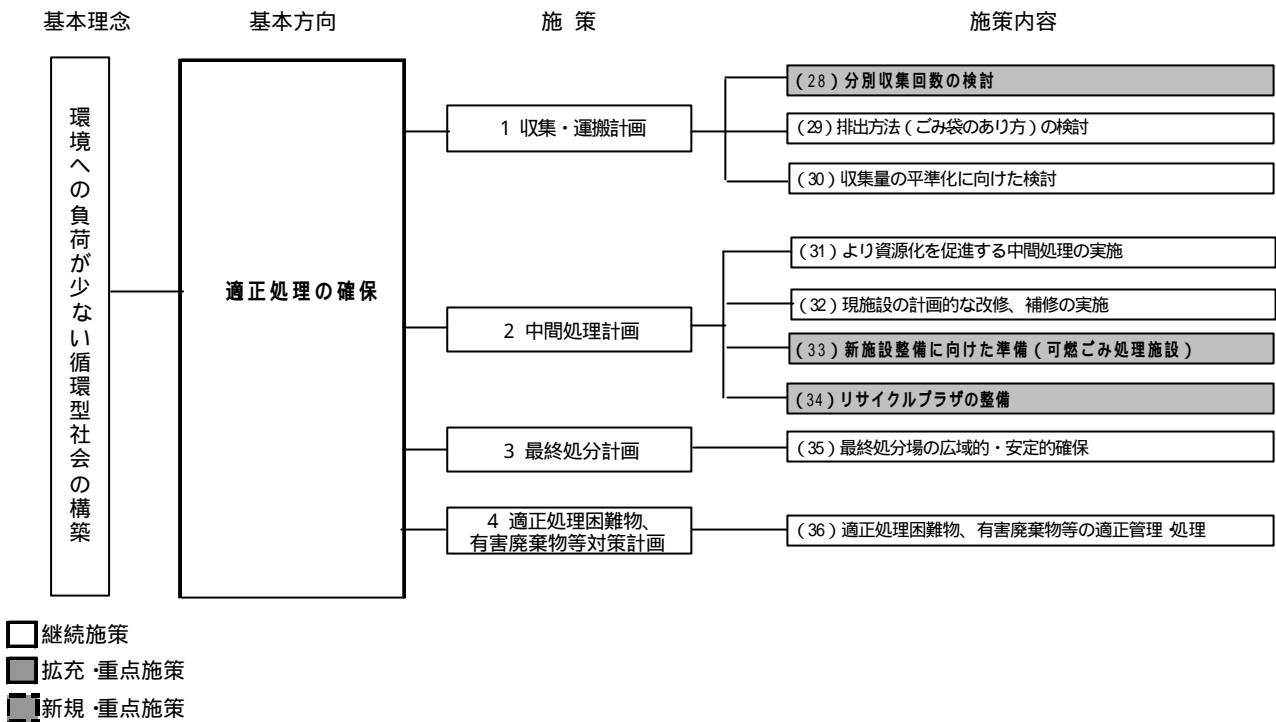 基本理念 基本方向 施 策 施策内容
環境への負荷が少ない循環型社会の構築
適正処理の確保
1 収集・運搬計画
(28)分別収集回数の検討
(29)排出方法(ごみ袋のあり方)の検討
(30)収集量の平準化に向けた検討
2 中間処理計画
(31)より資源化を促進する中間処理の実施
(32)現施設の計画的な改修、補修の実施
(33)新施設整備に向けた準備(可燃ごみ処理施設)
(34)リサイクルプラザの整備
3 最終処分計画
(35)最終処分場の広域的・安定的確保
4 適正処理困難物、
有害廃棄物等対策計画
(36)適正処理困難物、有害廃棄物等の適正管理・処理
継続施策
拡充・重点施策
新規・重点施策